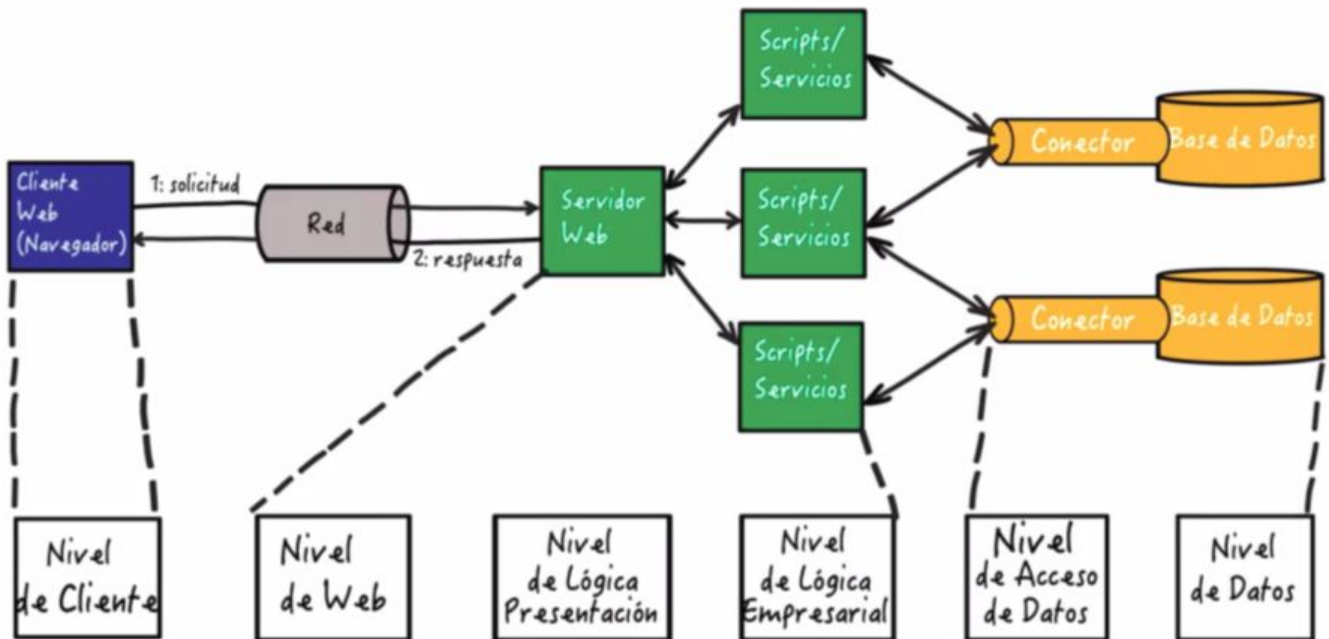 Scripts/
Servicios
Conector
Base de Datos
Cliente
Web
(Navegador)
1: solicitud
Red
2: respuesta
Servidor
Web
Scripts/
Servicios
Conector
Base de Datos
Scripts/
Servicios
Nivel
de Cliente
Nivel
de Web
Nivel
de Lógica
Presentación
Nivel
de Lógica
Empresarial
Nivel
de Acceso
de Datos
Nivel
de Datos